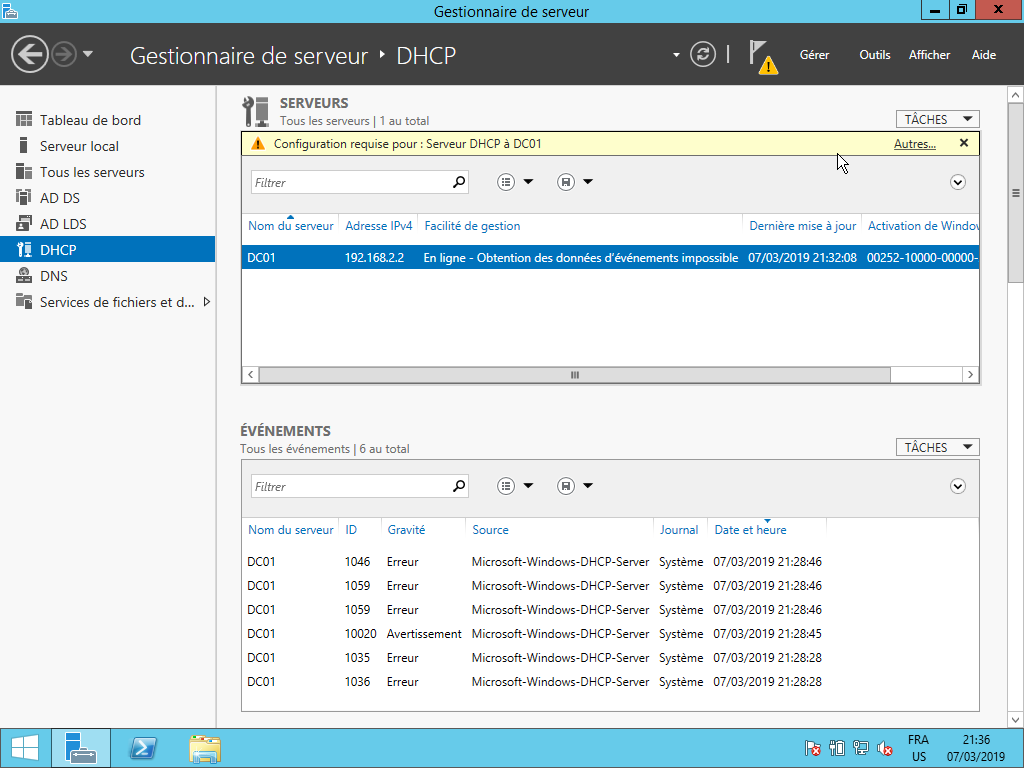 Gestionnaire de serveur
Gestionnaire de serveur ‣ DHCP
Gérer Outils Afficher Aide
Tableau de bord
Serveur local
Tous les serveurs
AD DS
AD LDS
DHCP
DNS
Services de fichiers et d...
SERVEURS
Tous les serveurs | 1 au total
TÂCHES
Configuration requise pour : Serveur DHCP à DC01 Autres...
Filtrer
Nom du serveur Adresse IPv4 Facilité de gestion Dernière mise à jour Activation de Window
DC01 192.168.2.2 En ligne - Obtention des données d'événements impossible 07/03/2019 21:32:08 00252-10000-00000-
ÉVÉNEMENTS
Tous les événements | 6 au total
TÂCHES
Filtrer
Nom du serveur ID Gravité Source Journal Date et heure
DC01 1046 Erreur Microsoft-Windows-DHCP-Server Système 07/03/2019 21:28:46
DC01 1059 Erreur Microsoft-Windows-DHCP-Server Système 07/03/2019 21:28:46
DC01 1059 Erreur Microsoft-Windows-DHCP-Server Système 07/03/2019 21:28:46
DC01 10020 Avertissement Microsoft-Windows-DHCP-Server Système 07/03/2019 21:28:45
DC01 1035 Erreur Microsoft-Windows-DHCP-Server Système 07/03/2019 21:28:28
DC01 1036 Erreur Microsoft-Windows-DHCP-Server Système 07/03/2019 21:28:28
FRA 21:36
US 07/03/2019